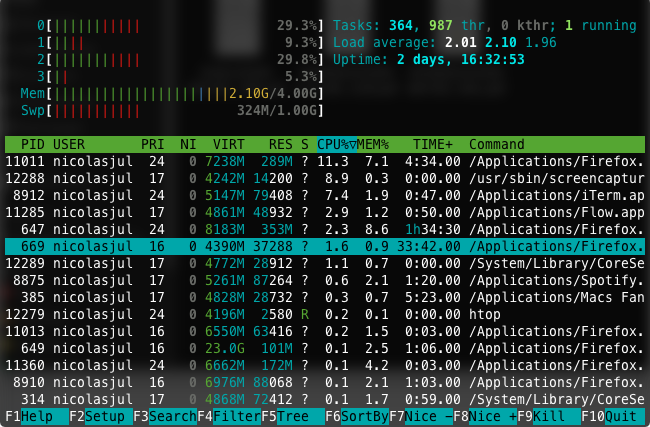 0[|||||||||||||| 29.3%] Tasks: 364, 987 thr, 0 kthr; 1 running
1[||||| 9.3%] Load average: 2.01 2.10 1.96
2[|||||||||||||| 29.8%] Uptime: 2 days, 16:32:53
3[|| 5.3%]
Mem[||||||||||||||||||||||||||||2.10G/4.00G]
Swp[|||||||||||||| 324M/1.00G]
PID USER PRI NI VIRT RES S CPU%▽MEM% TIME+ Command
11011 nicolasjul 24 0 7238M 289M ? 11.3 7.1 4:34.00 /Applications/Firefox.
12288 nicolasjul 17 0 4242M 14200 ? 8.9 0.3 0:00.00 /usr/sbin/screencaptur
8912 nicolasjul 24 0 5147M 79408 ? 7.4 1.9 0:47.00 /Applications/iTerm.ap
11285 nicolasjul 17 0 4861M 48932 ? 2.9 1.2 0:50.00 /Applications/Flow.app
647 nicolasjul 24 0 8183M 353M ? 2.3 8.6 1h34:30 /Applications/Firefox.
669 nicolasjul 16 0 4390M 37288 ? 1.6 0.9 33:42.00 /Applications/Firefox.
12289 nicolasjul 17 0 4772M 28912 ? 1.1 0.7 0:00.00 /System/Library/CoreSe
8875 nicolasjul 17 0 5261M 87264 ? 0.6 2.1 1:20.00 /Applications/Spotify.
385 nicolasjul 17 0 4828M 28732 ? 0.3 0.7 5:23.00 /Applications/Macs Fan
12279 nicolasjul 24 0 4196M 2580 R 0.2 0.1 0:00.00 htop
11013 nicolasjul 16 0 6550M 63416 ? 0.2 1.5 0:03.00 /Applications/Firefox.
649 nicolasjul 16 0 23.0G 101M ? 0.1 2.5 1:06.00 /Applications/Firefox.
11360 nicolasjul 24 0 6662M 172M ? 0.1 4.2 0:03.00 /Applications/Firefox.
8910 nicolasjul 16 0 6976M 88068 ? 0.1 2.1 1:03.00 /Applications/Firefox.
314 nicolasjul 17 0 4868M 72412 ? 0.1 1.7 0:59.00 /System/Library/CoreSe
F1Help F2Setup F3SearchF4FilterF5Tree F6SortByF7Nice -F8Nice +F9Kill F10Quit